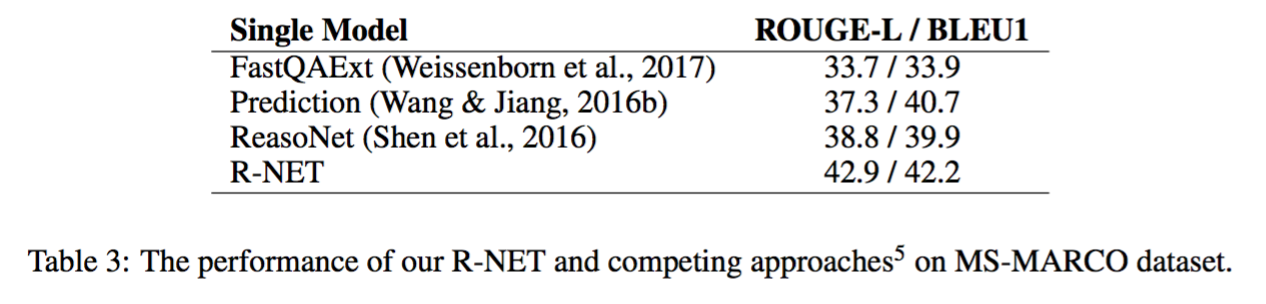 Single Model ROUGE-L / BLEU1
FastQAExt (Weissenborn et al., 2017) 33.7 / 33.9
Prediction (Wang & Jiang, 2016b) 37.3 / 40.7
ReasoNet (Shen et al., 2016) 38.8 / 39.9
R-NET 42.9 / 42.2
Table 3: The performance of our R-NET and competing approaches⁵ on MS-MARCO dataset.